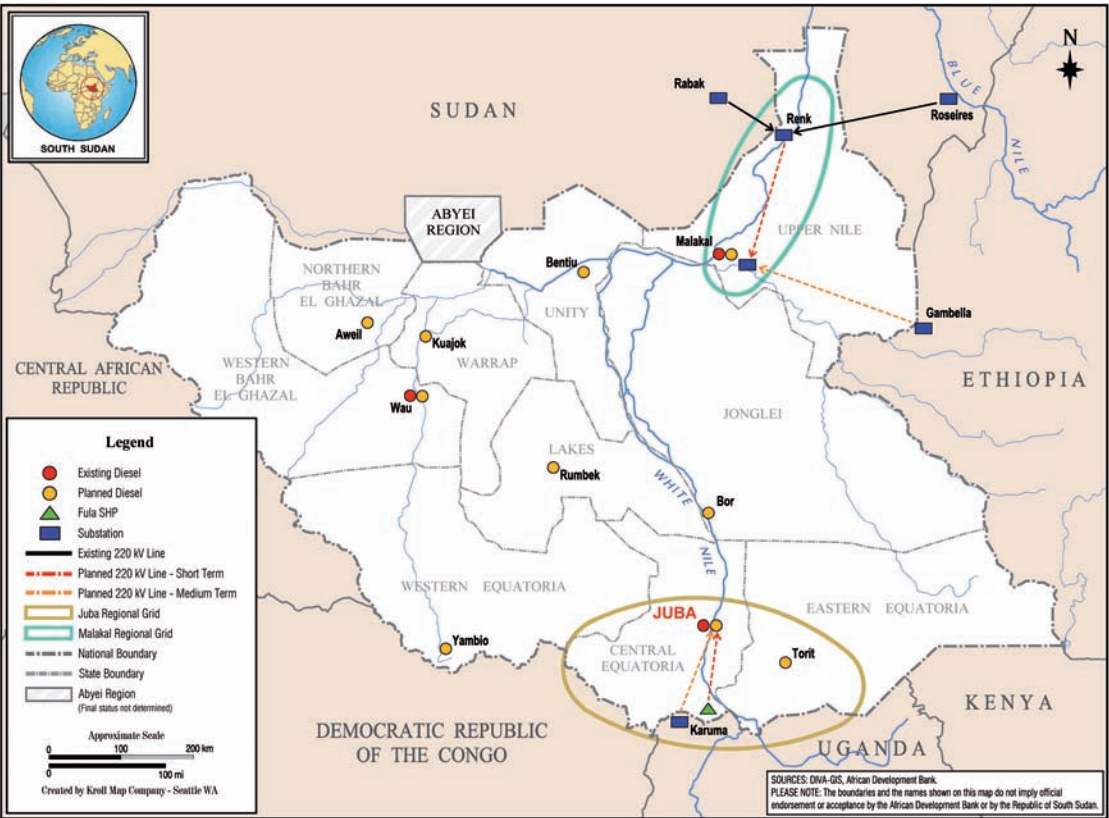 SOUTH SUDAN
SUDAN
N
BLUE
NILE
Rabak
Renk
Roseires
ABYEI
REGION
UPPER NILE
Malakal
Bentiu
NORTHERN
BAHR
EL GHAZAL
UNITY
Gambella
Aweil
Kuajok
WARRAP
CENTRAL AFRICAN
REPUBLIC
WESTERN
BAHR
EL GHAZAL
ETHIOPIA
Wau
JONGLEI
LAKES
Rumbek
WHITE
NILE
Bor
WESTERN EQUATORIA
EASTERN EQUATORIA
JUBA
CENTRAL
EQUATORIA
Yambio
Torit
Karuma
KENYA
DEMOCRATIC REPUBLIC
OF THE CONGO
UGANDA
Legend
Existing Diesel
Planned Diesel
Fula SHP
Substation
Existing 220 kV Line
Planned 220 kV Line - Short Term
Planned 220 kV Line - Medium Term
Juba Regional Grid
Malakal Regional Grid
National Boundary
State Boundary
Abyei Region
(Final status not determined)
Approximate Scale
0 100 200 km
0 100 mi
Created by Kroll Map Company - Seattle WA
SOURCES: DIVA-GIS, African Development Bank.
PLEASE NOTE: The boundaries and the names shown on this map do not imply official
endorsement or acceptance by the African Development Bank or by the Republic of South Sudan.